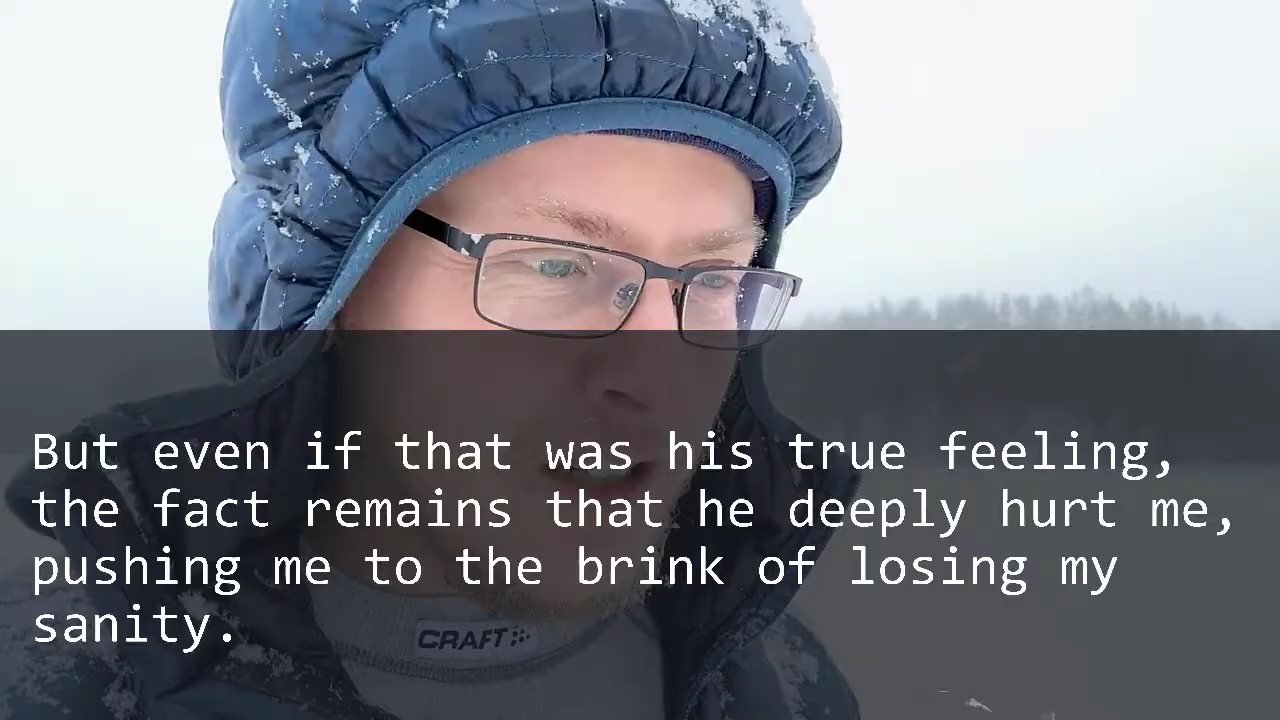 But even if that was his true feeling,
the fact remains that he deeply hurt me,
pushing me to the brink of losing my
sanity.
CRAFT